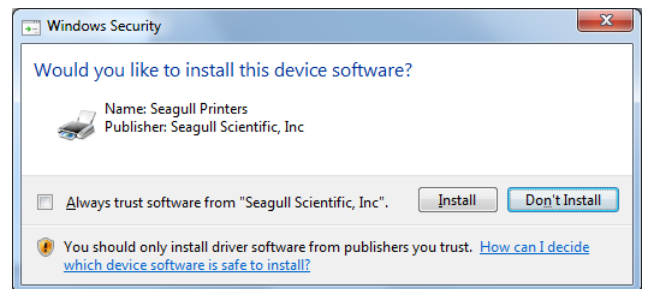 Windows Security
Would you like to install this device software?
Name: Seagull Printers
Publisher: Seagull Scientific, Inc
Always trust software from "Seagull Scientific, Inc".
Install
Don't Install
You should only install driver software from publishers you trust. How can I decide
which device software is safe to install?